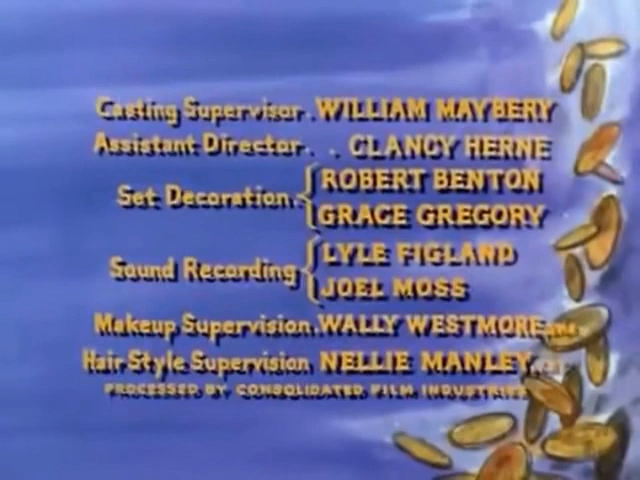 Casting Supervisor . WILLIAM MAYBERY
Assistant Director . . CLANCY HERNE
Set Decoration . ROBERT BENTON
GRACE GREGORY
Sound Recording LYLE FIGLAND
JOEL MOSS
Makeup Supervision . WALLY WESTMORE
Hair Style Supervision NELLIE MANLEY
PROCESSED BY CONSOLIDATED FILM INDUSTRIES